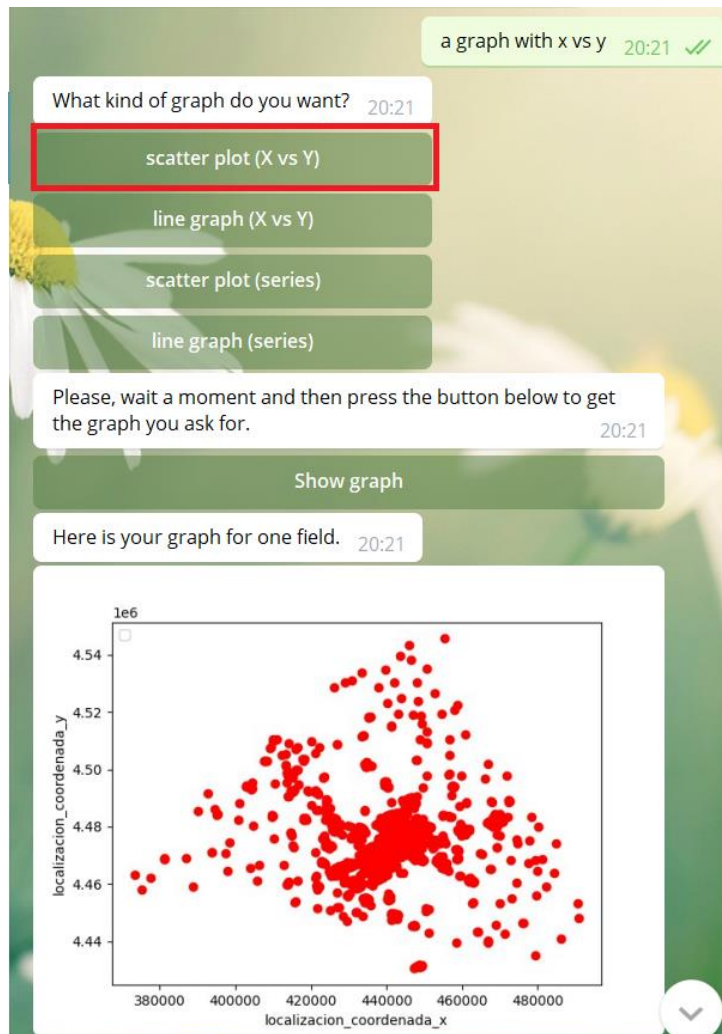 a graph with x vs y 20:21
What kind of graph do you want? 20:21
scatter plot (X vs Y)
line graph (X vs Y)
scatter plot (series)
line graph (series)
Please, wait a moment and then press the button below to get
the graph you ask for. 20:21
Show graph
Here is your graph for one field. 20:21
1e6
4.54
4.52
4.50
4.48
4.46
4.44
localizacion_coordenada_y
380000 400000 420000 440000 460000 480000
localizacion_coordenada_x